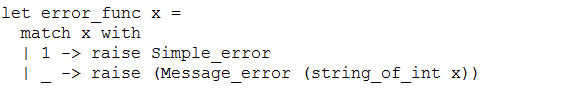 let error_func x =
  match x with
  | 1 -> raise Simple_error
  | _ -> raise (Message_error (string_of_int x))